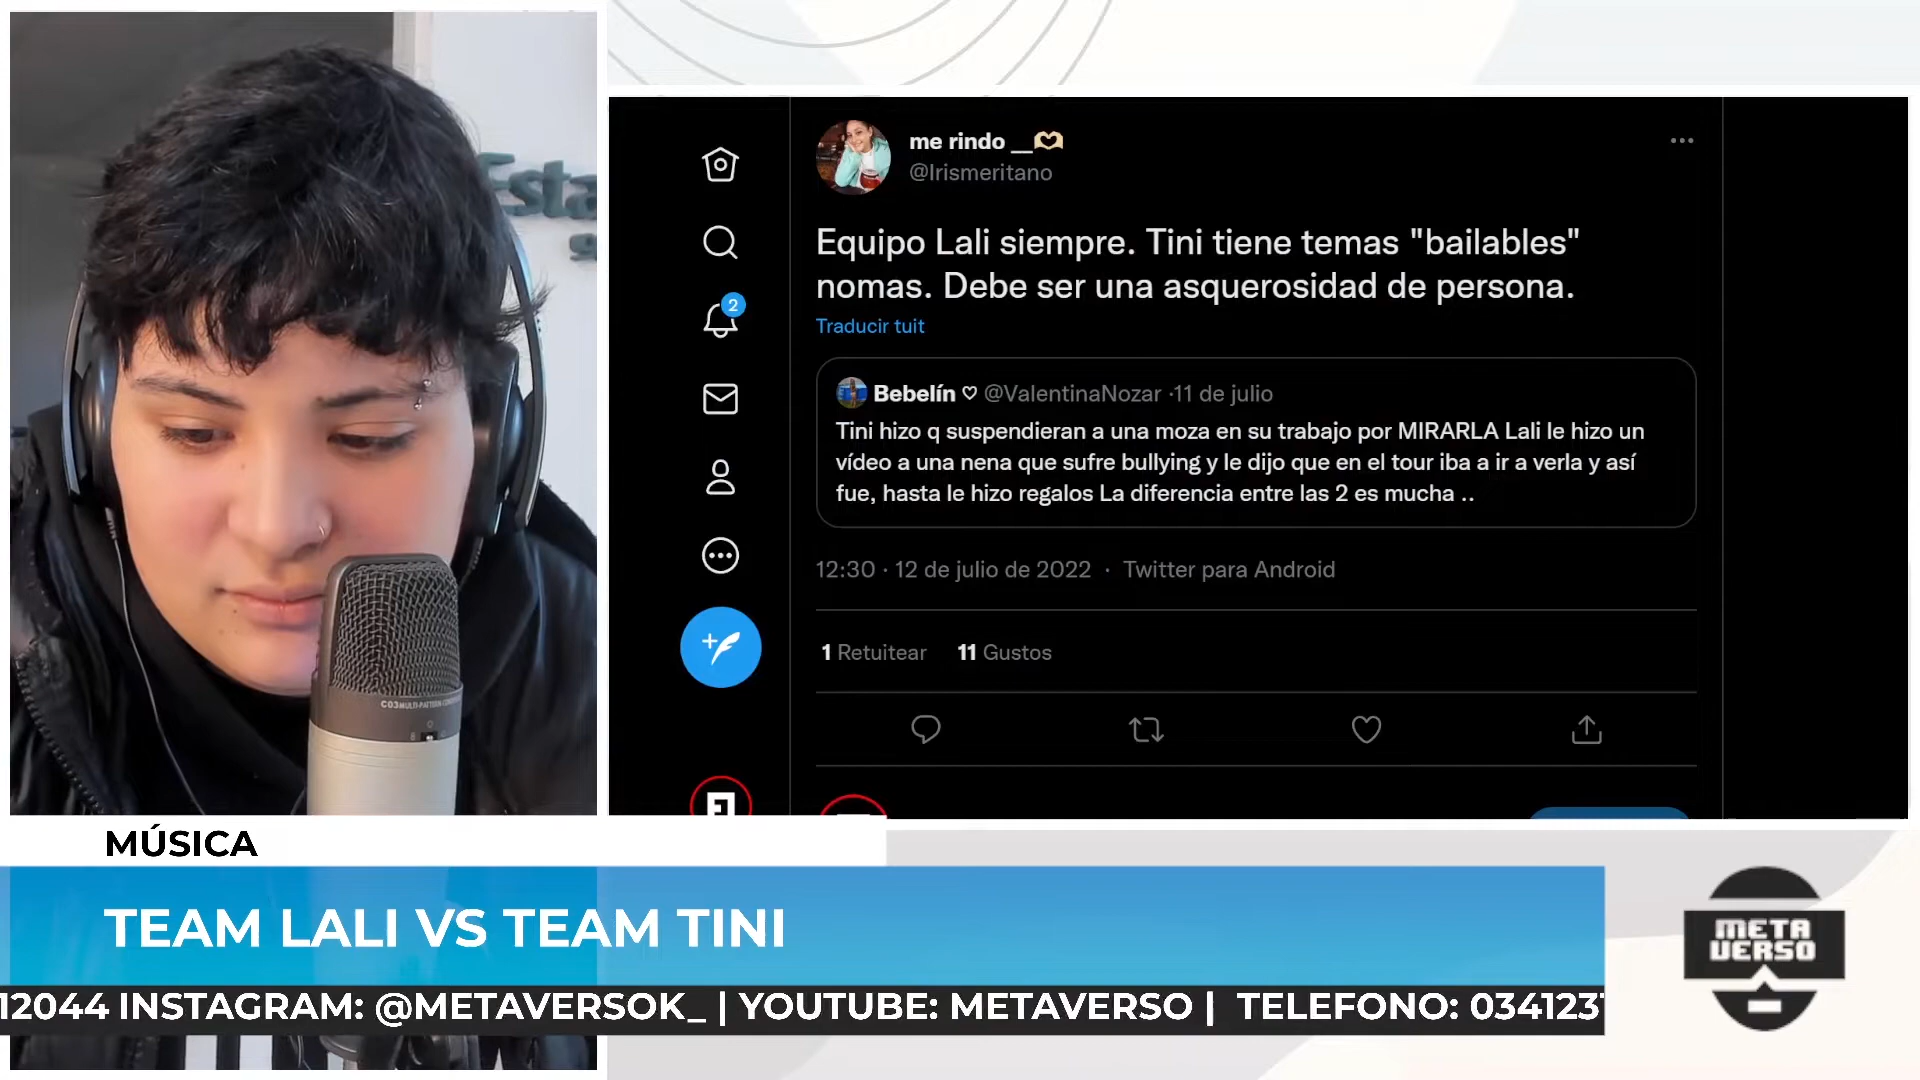 me rindo __
@Irismeritano
Equipo Lali siempre. Tini tiene temas "bailables"
nomas. Debe ser una asquerosidad de persona.
Traducir tuit
Bebelín ♡ @ValentinaNozar · 11 de julio
Tini hizo q suspendieran a una moza en su trabajo por MIRARLA Lali le hizo un
vídeo a una nena que sufre bullying y le dijo que en el tour iba a ir a verla y así
fue, hasta le hizo regalos La diferencia entre las 2 es mucha ..
12:30 · 12 de julio de 2022 · Twitter para Android
1 Retuitear 11 Gustos
2
Esta
C03 MULTI-PATTERN
MÚSICA
TEAM LALI VS TEAM TINI
12044 INSTAGRAM: @METAVERSOK_ | YOUTUBE: METAVERSO | TELEFONO: 034123
META
VERSO